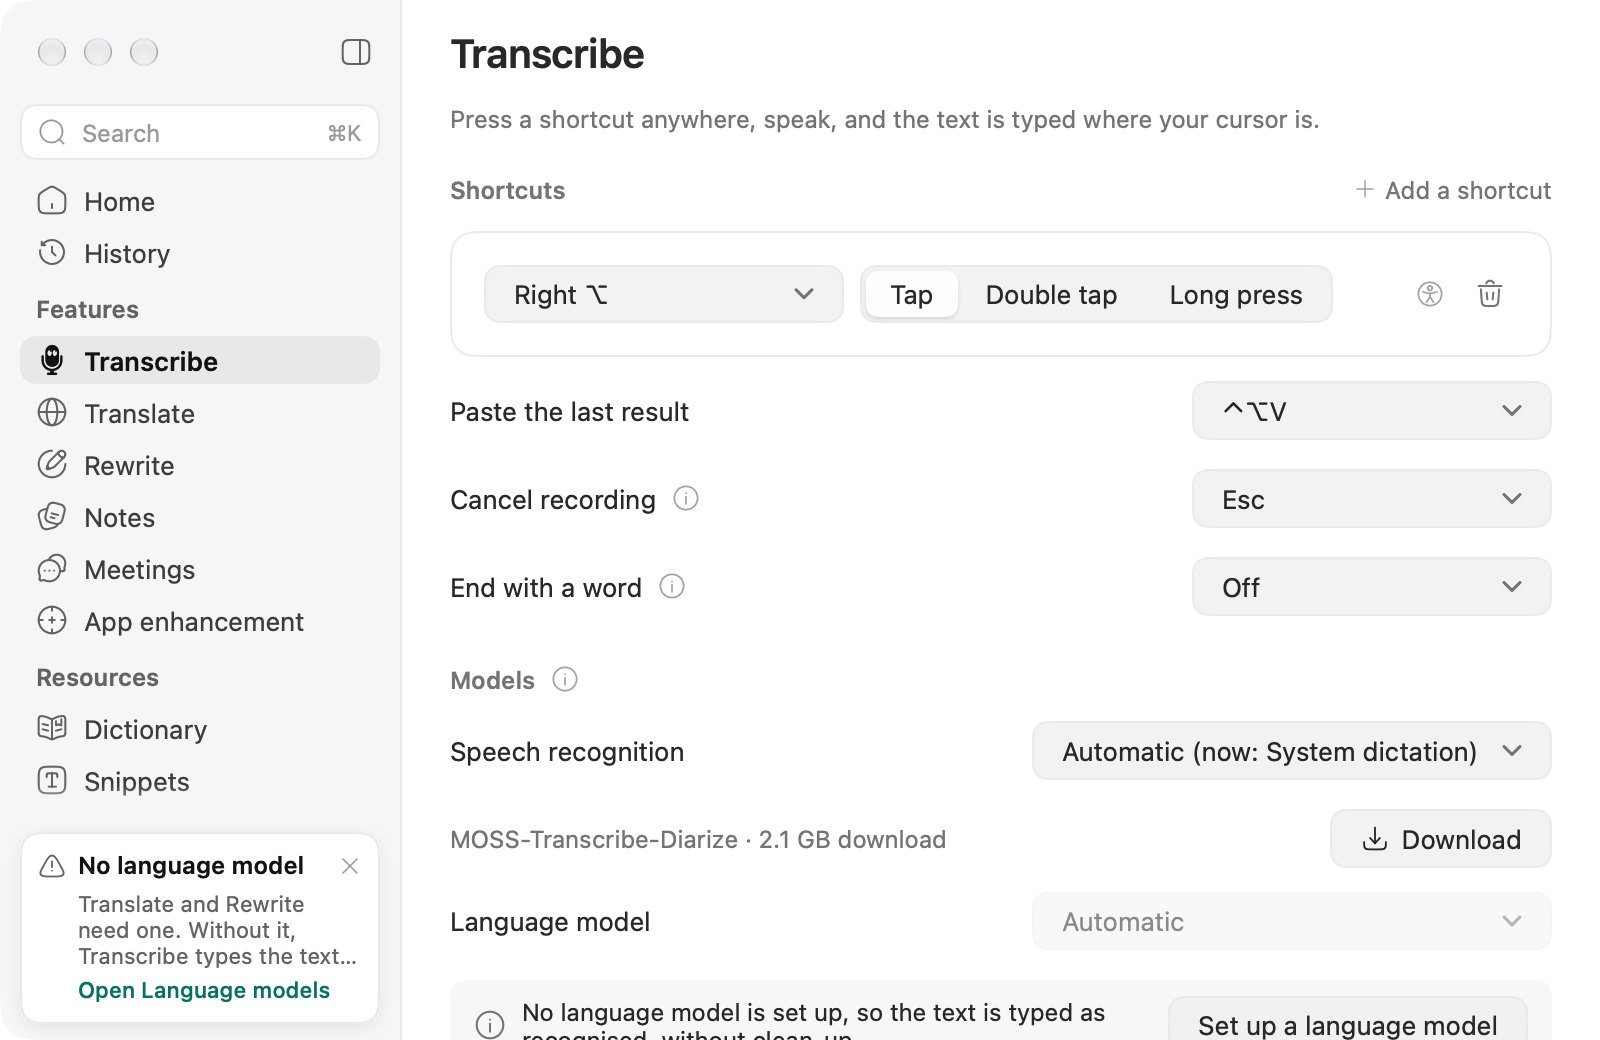 Search ⌘K
Home
History
Features
Transcribe
Translate
Rewrite
Notes
Meetings
App enhancement
Resources
Dictionary
Snippets
No language model
Translate and Rewrite
need one. Without it,
Transcribe types the text...
Open Language models
Transcribe
Press a shortcut anywhere, speak, and the text is typed where your cursor is.
Shortcuts
+ Add a shortcut
Right ⌥
Tap Double tap Long press
Paste the last result
^⌥V
Cancel recording
Esc
End with a word
Off
Models
Speech recognition
Automatic (now: System dictation)
MOSS-Transcribe-Diarize · 2.1 GB download
Download
Language model
Automatic
No language model is set up, so the text is typed as
recognised, without clean-up
Set up a language model